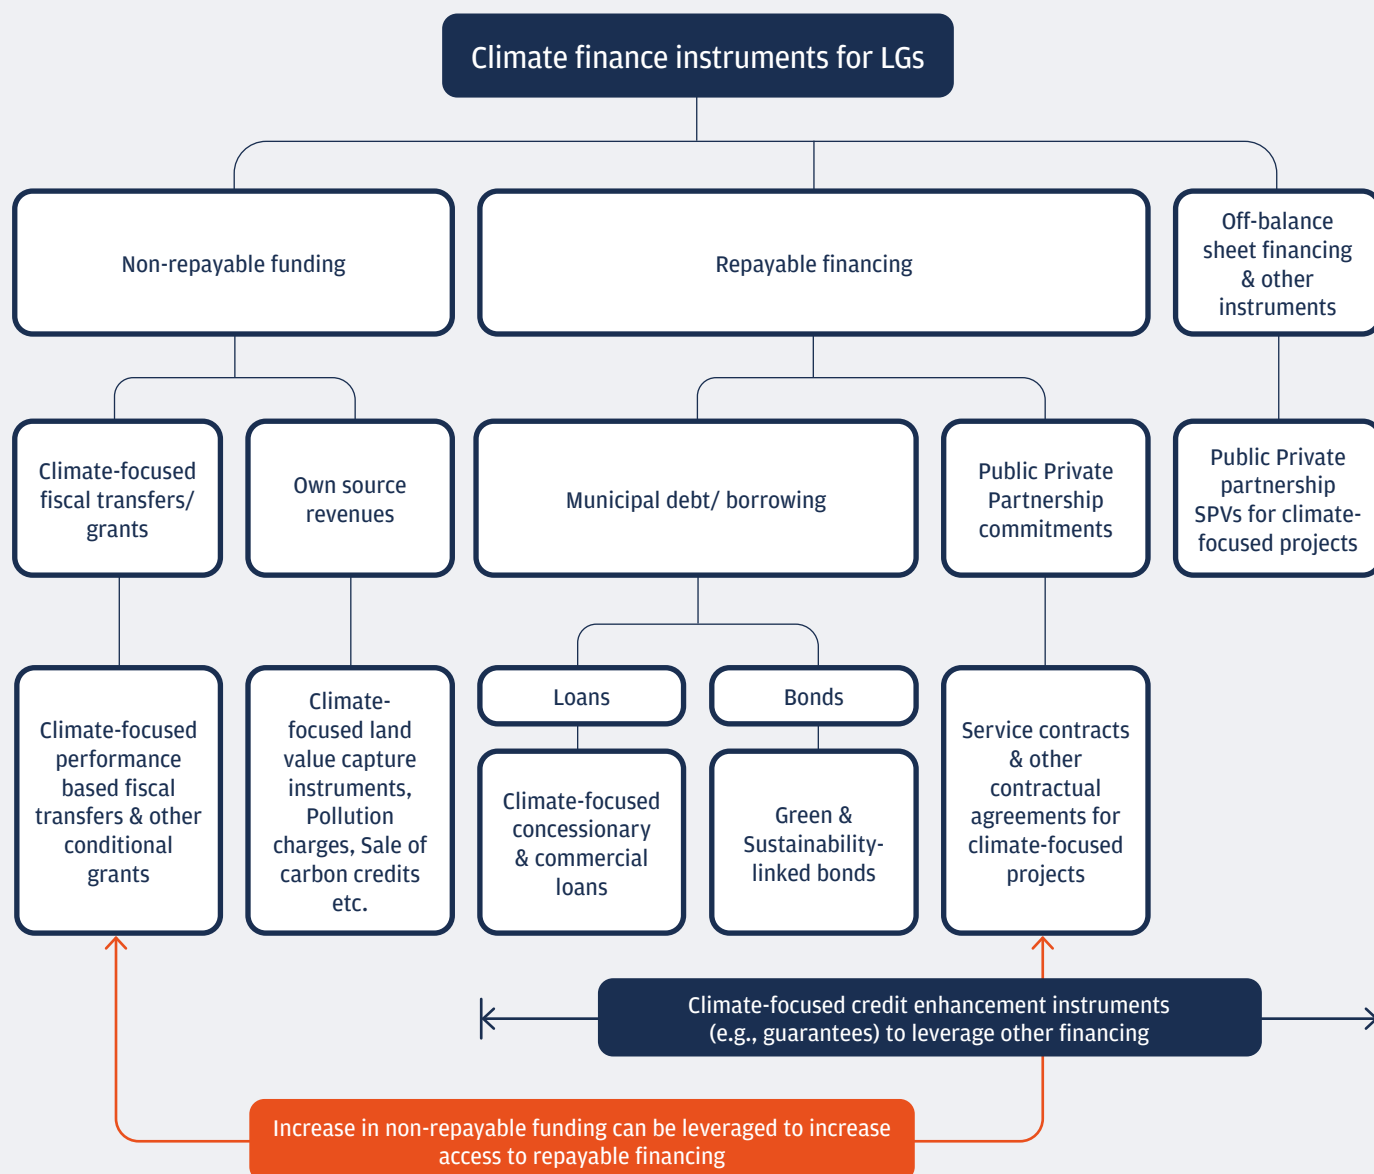 Climate finance instruments for LGs
Non-repayable funding
Repayable financing
Off-balance
sheet financing
& other
instruments
Climate-focused
fiscal transfers/
grants
Own source
revenues
Municipal debt/ borrowing
Public Private
Partnership
commitments
Public Private
partnership
SPVs for climate-
focused projects
Climate-focused
performance
based fiscal
transfers & other
conditional
grants
Climate-
focused land
value capture
instruments,
Pollution
charges, Sale of
carbon credits
etc.
Loans
Climate-focused
concessionary
& commercial
loans
Bonds
Green &
Sustainability-
linked bonds
Service contracts
& other
contractual
agreements for
climate-focused
projects
Climate-focused credit enhancement instruments
(e.g., guarantees) to leverage other financing
Increase in non-repayable funding can be leveraged to increase
access to repayable financing